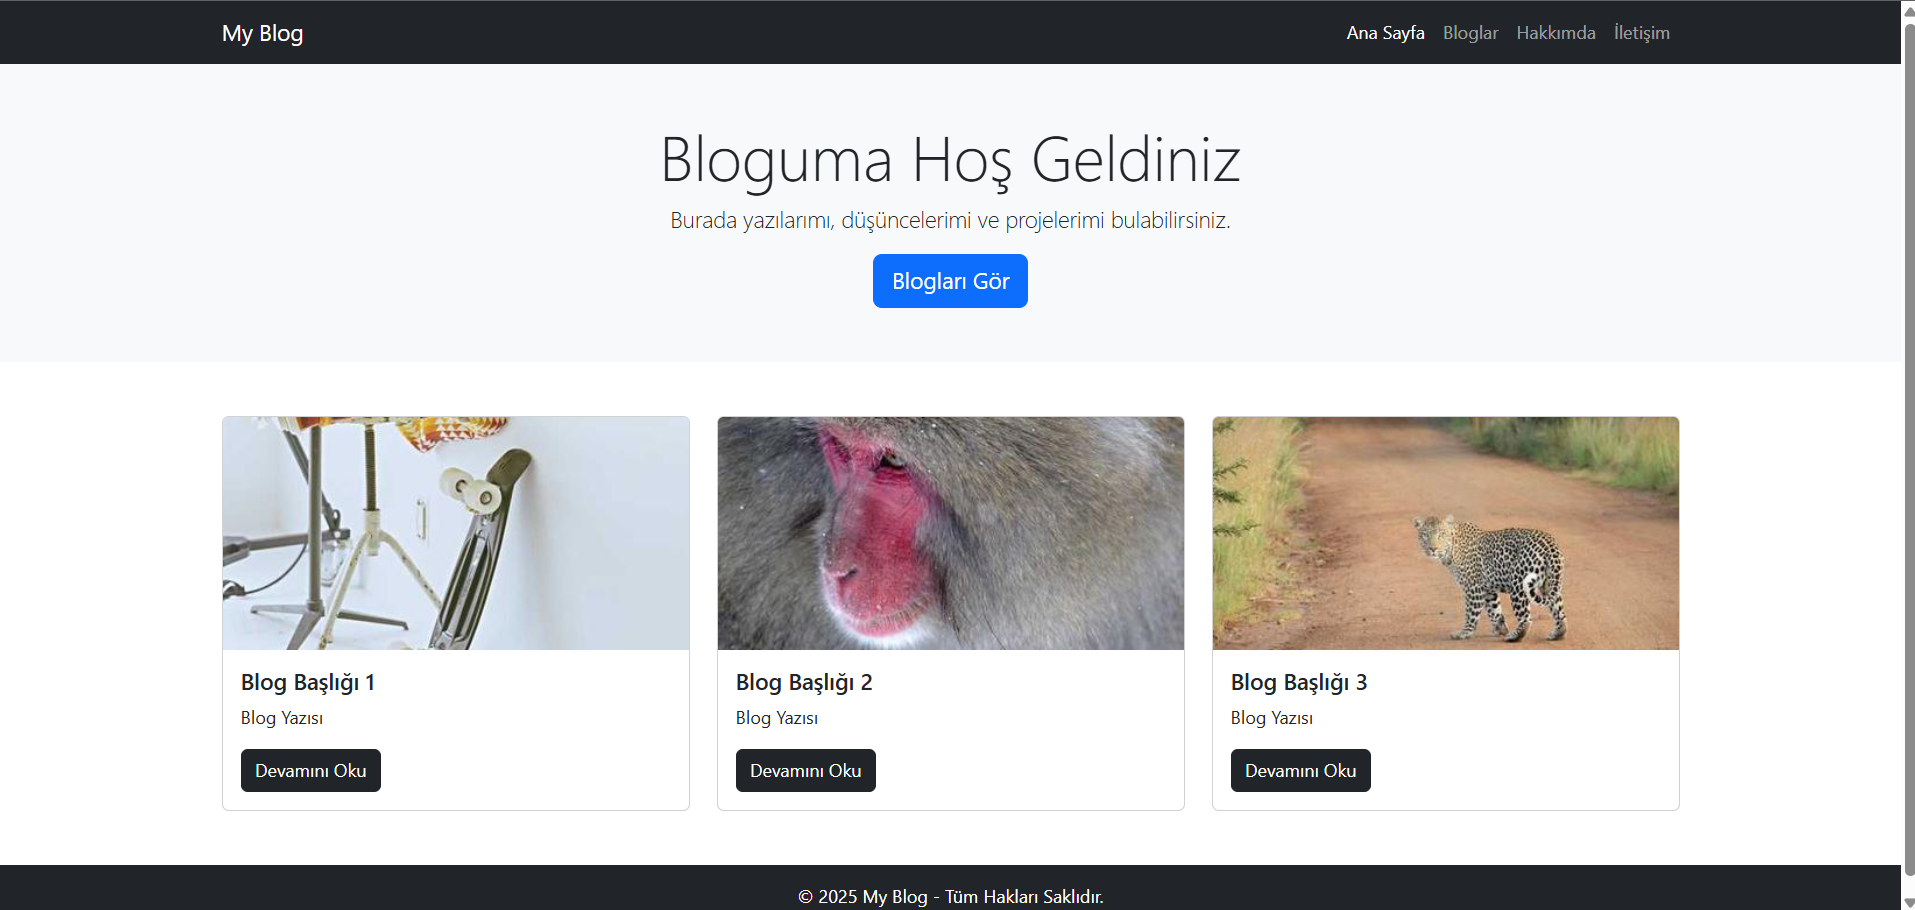 My Blog
Ana Sayfa Bloglar Hakkımda İletişim
Bloguma Hoş Geldiniz
Burada yazılarımı, düşüncelerimi ve projelerimi bulabilirsiniz.
Blogları Gör
Blog Başlığı 1
Blog Yazısı
Devamını Oku
Blog Başlığı 2
Blog Yazısı
Devamını Oku
Blog Başlığı 3
Blog Yazısı
Devamını Oku
© 2025 My Blog - Tüm Hakları Saklıdır.